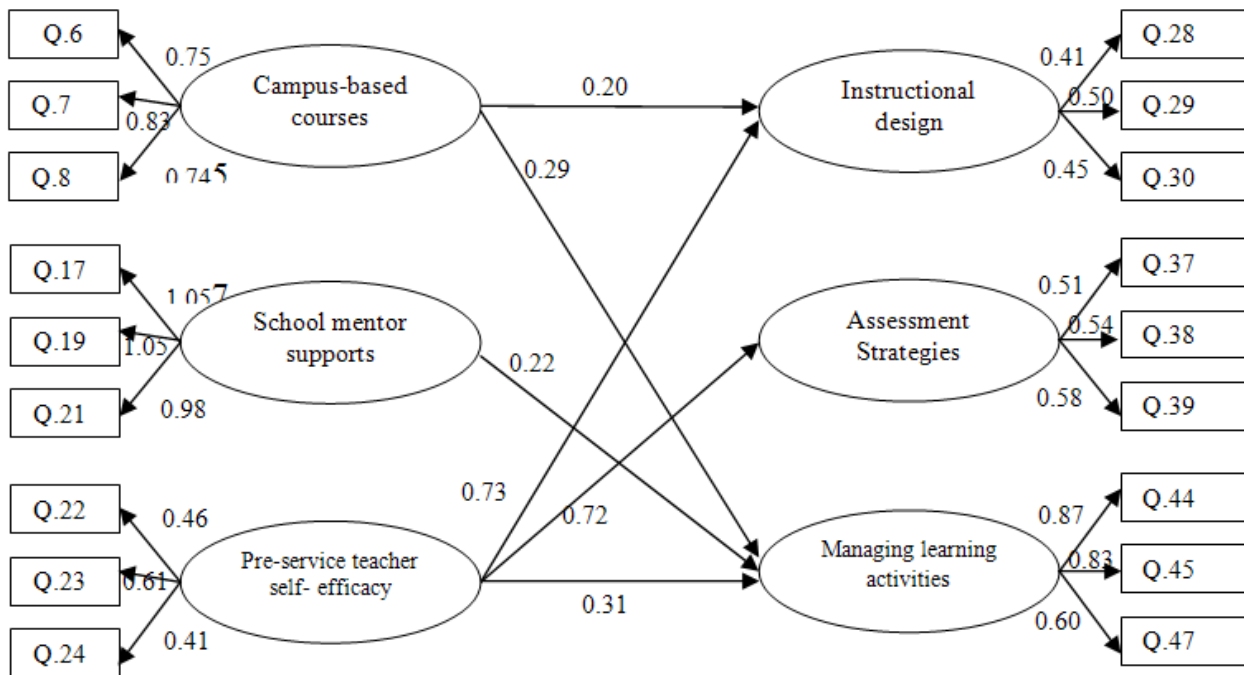 Q.6
0.75
Q.7
0.83
Q.8
Campus-based
courses
0.20
0.29
Instructional
design
0.41
Q.28
0.50
Q.29
0.45
Q.30
Q.17
Q.19
1.05
Q.21
0.98
School mentor
supports
0.22
Assessment
Strategies
0.51
Q.37
0.54
Q.38
0.58
Q.39
Q.22
0.46
Q.23
0.61
Q.24
0.41
Pre-service teacher
self- efficacy
0.73
0.72
0.31
Managing learning
activities
0.87
Q.44
0.83
Q.45
0.60
Q.47